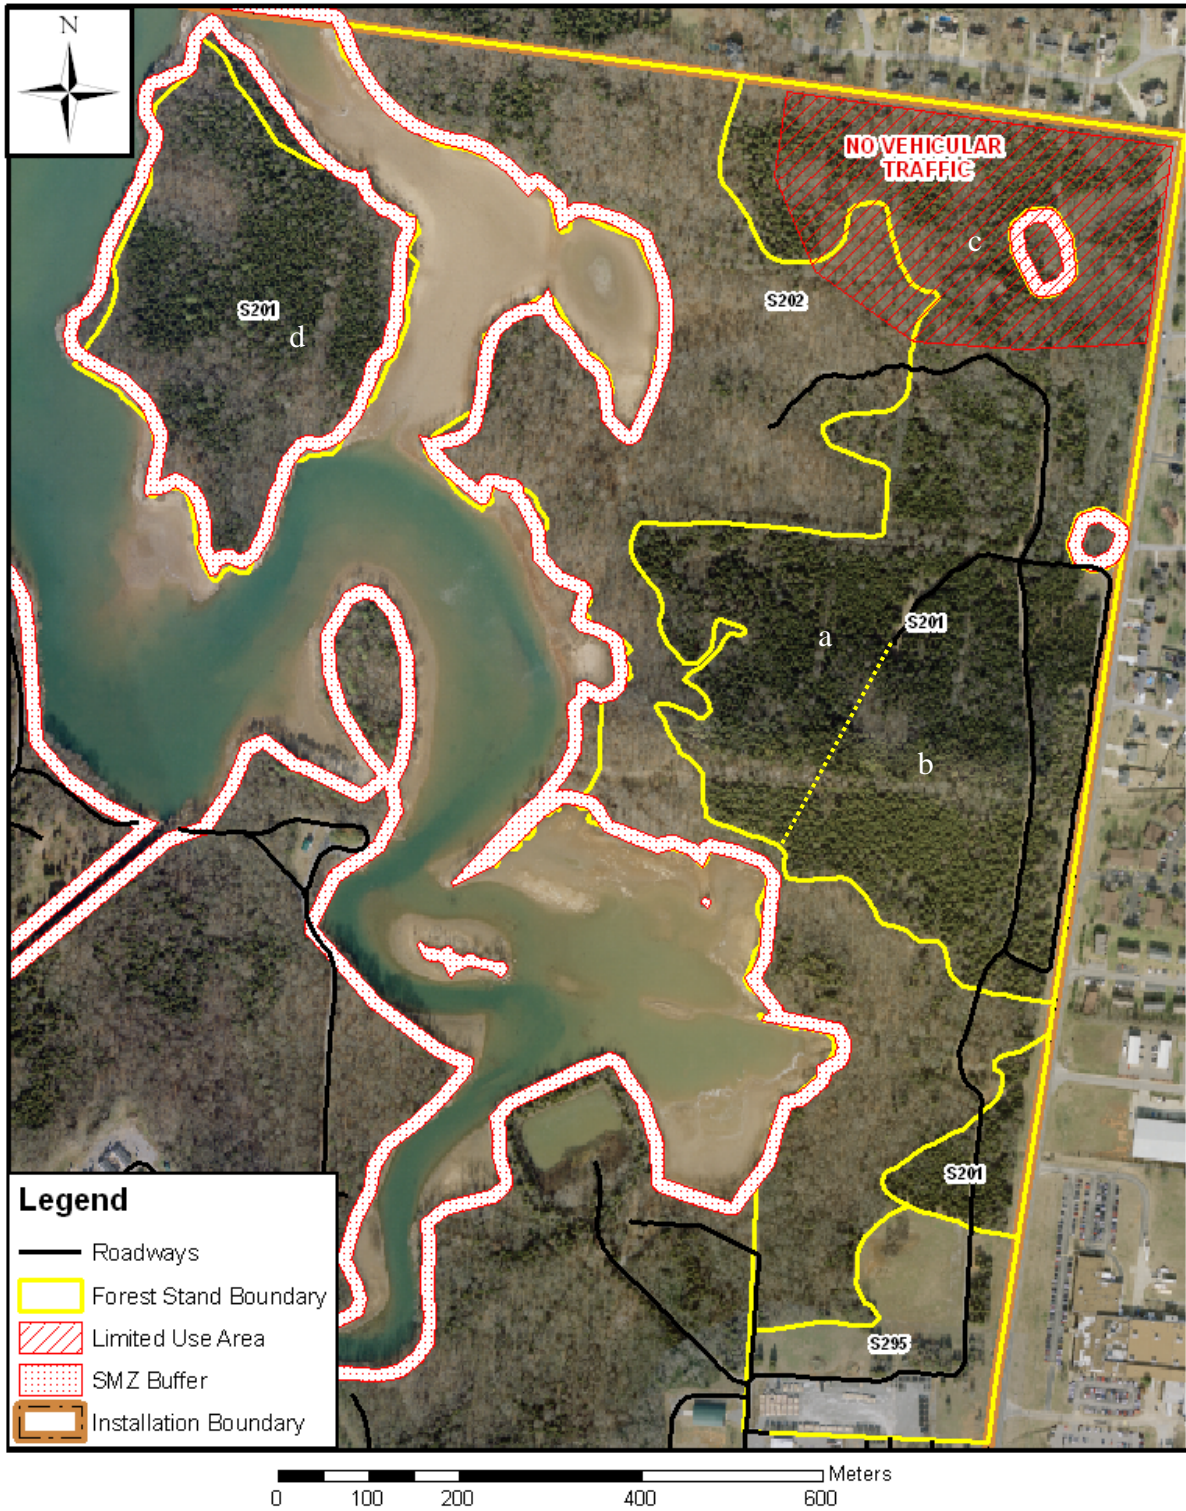 N
NO VEHICULAR
TRAFFIC
c
S202
S201
d
S201
a
b
S201
S295
Legend
Roadways
Forest Stand Boundary
Limited Use Area
SMZ Buffer
Installation Boundary
Meters
0 100 200 400 600